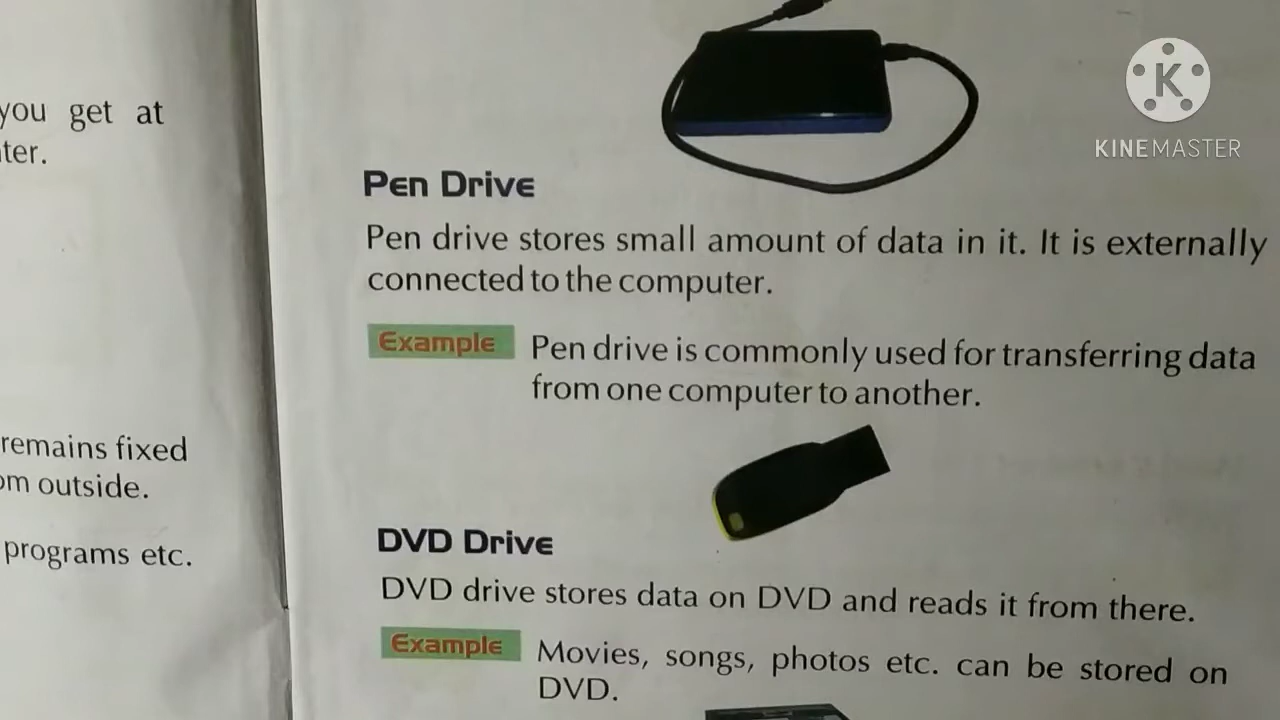 you get at
ter.
remains fixed
om outside.
programs etc.
Pen Drive
Pen drive stores small amount of data in it. It is externally
connected to the computer.
Example Pen drive is commonly used for transferring data
from one computer to another.
DVD Drive
DVD drive stores data on DVD and reads it from there.
Example Movies, songs, photos etc. can be stored on
DVD.
K
KINEMASTER